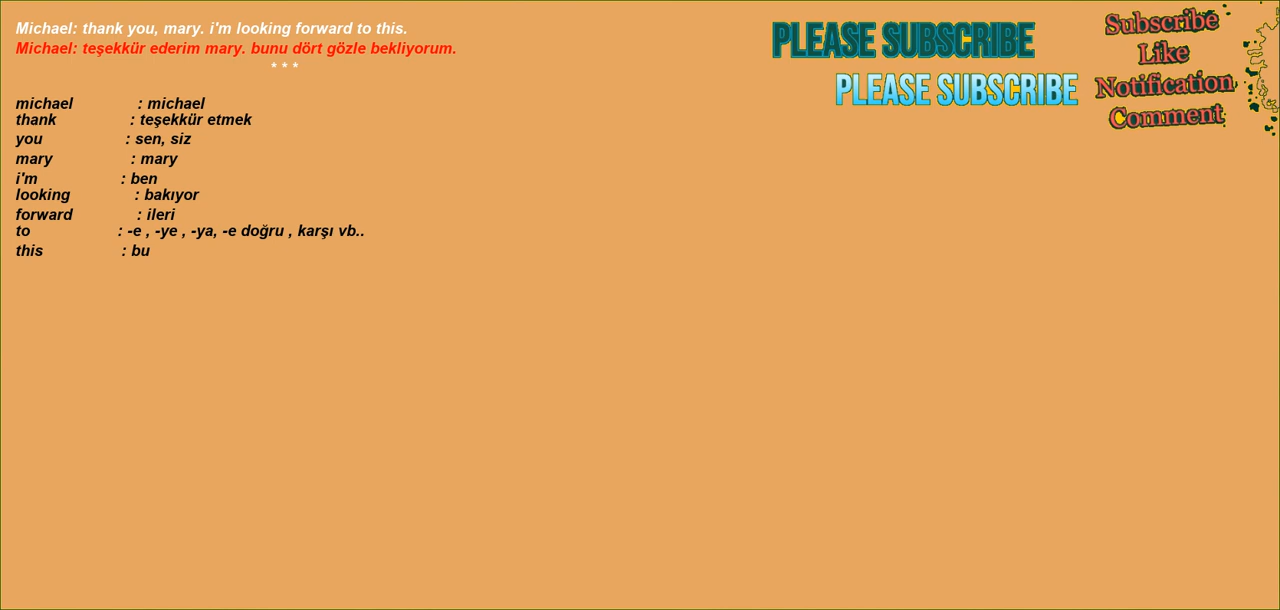 Michael: thank you, mary. i'm looking forward to this.
Michael: teşekkür ederim mary. bunu dört gözle bekliyorum.
* * *
michael : michael
thank : teşekkür etmek
you : sen, siz
mary : mary
i'm : ben
looking : bakıyor
forward : ileri
to : -e , -ye , -ya, -e doğru , karşı vb..
this : bu
PLEASE SUBSCRIBE
PLEASE SUBSCRIBE
Subscribe
Like
Notification
Comment